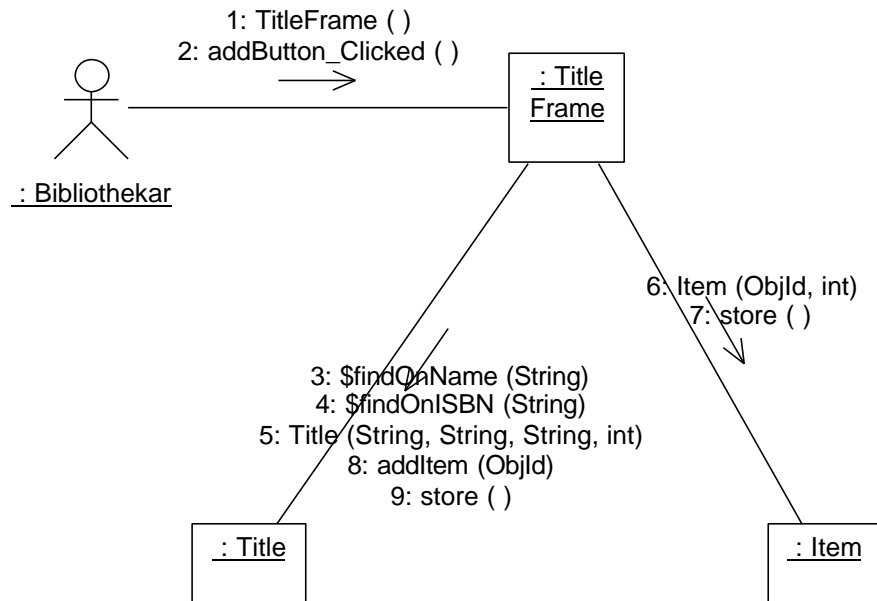 1: TitleFrame ( )
2: addButton_Clicked ( )
: Title
Frame
: Bibliothekar
6: Item (ObjId, int)
7: store ( )
3: $findOnName (String)
4: $findOnISBN (String)
5: Title (String, String, String, int)
8: addItem (ObjId)
9: store ( )
: Title
: Item